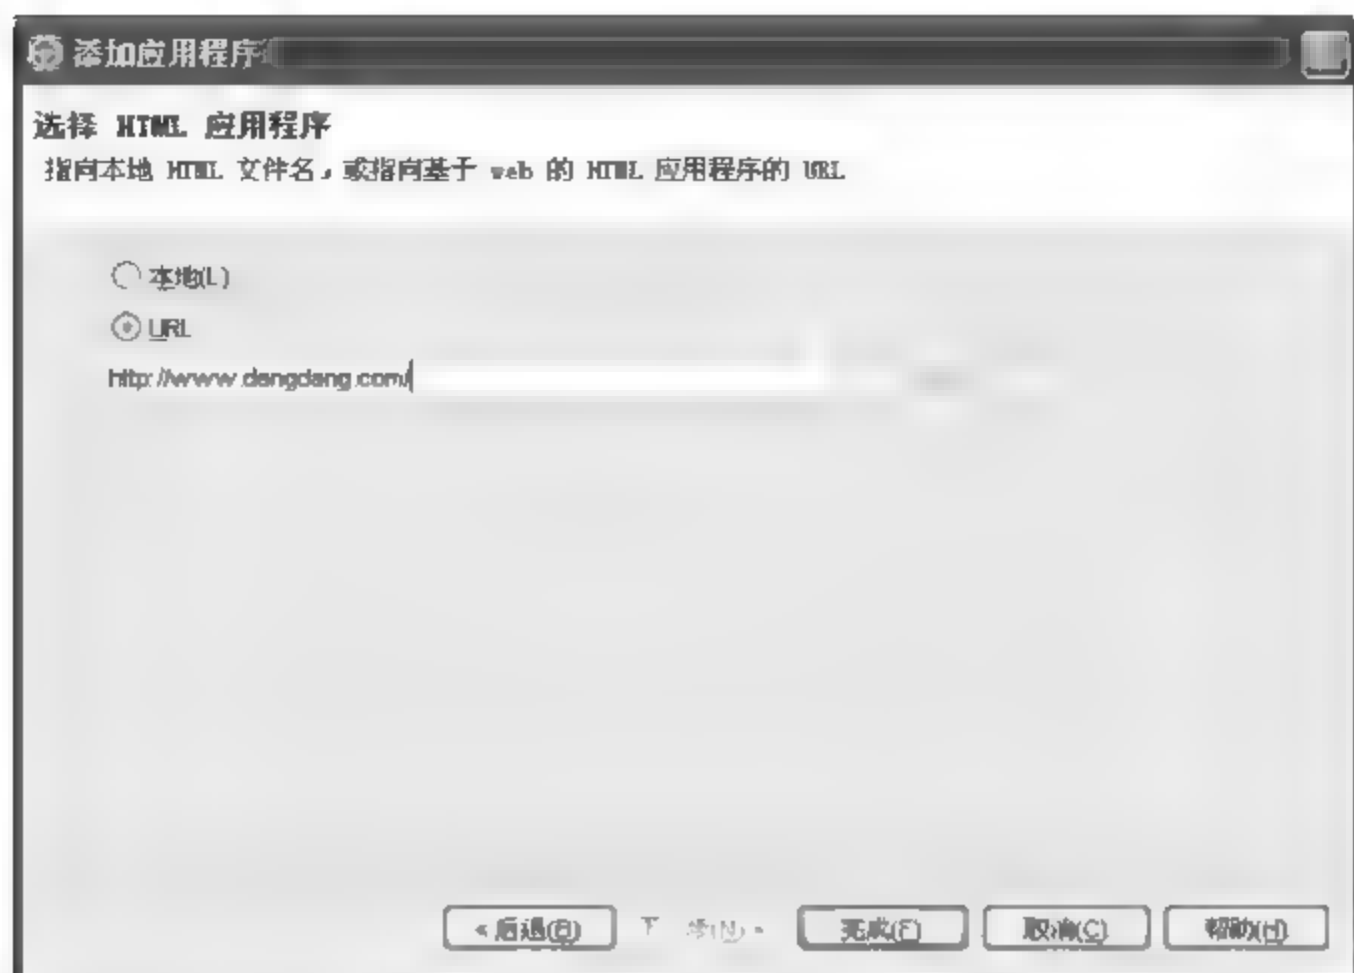 添加应用程序
选择 HTML 应用程序
指向本地 HTML 文件名，或指向基于 web 的 HTML 应用程序的 URL
本地(L)
URL
http://www.dangdang.com/
< 后退(B) 下一步(N) > 完成(F) 取消(C) 帮助(H)